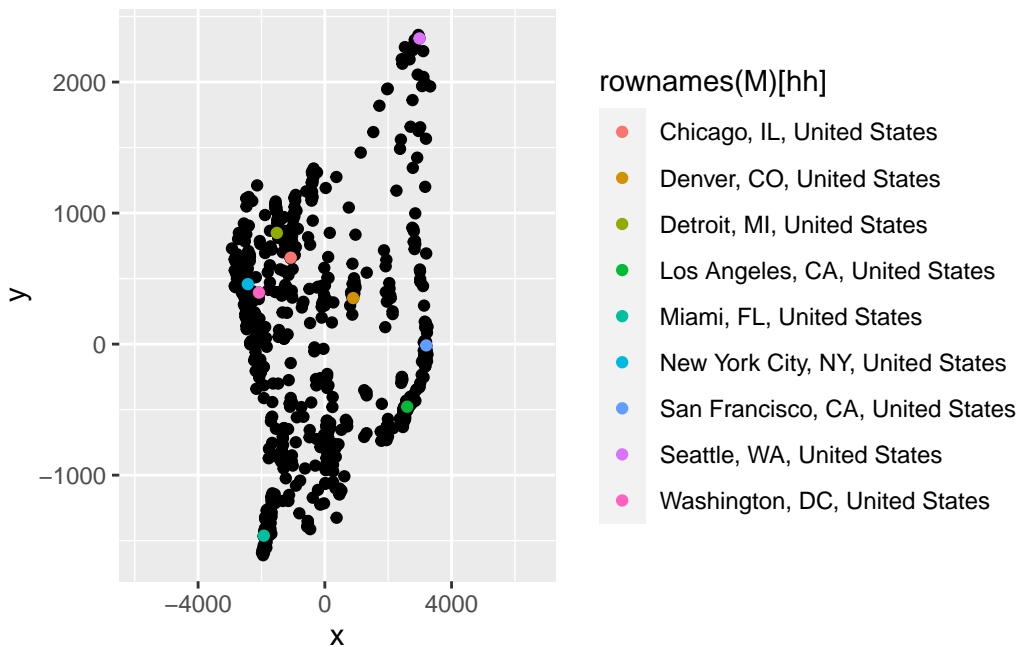 2000
1000
0
−1000
y
−4000
0
4000
x
rownames(M)[hh]
Chicago, IL, United States
Denver, CO, United States
Detroit, MI, United States
Los Angeles, CA, United States
Miami, FL, United States
New York City, NY, United States
San Francisco, CA, United States
Seattle, WA, United States
Washington, DC, United States